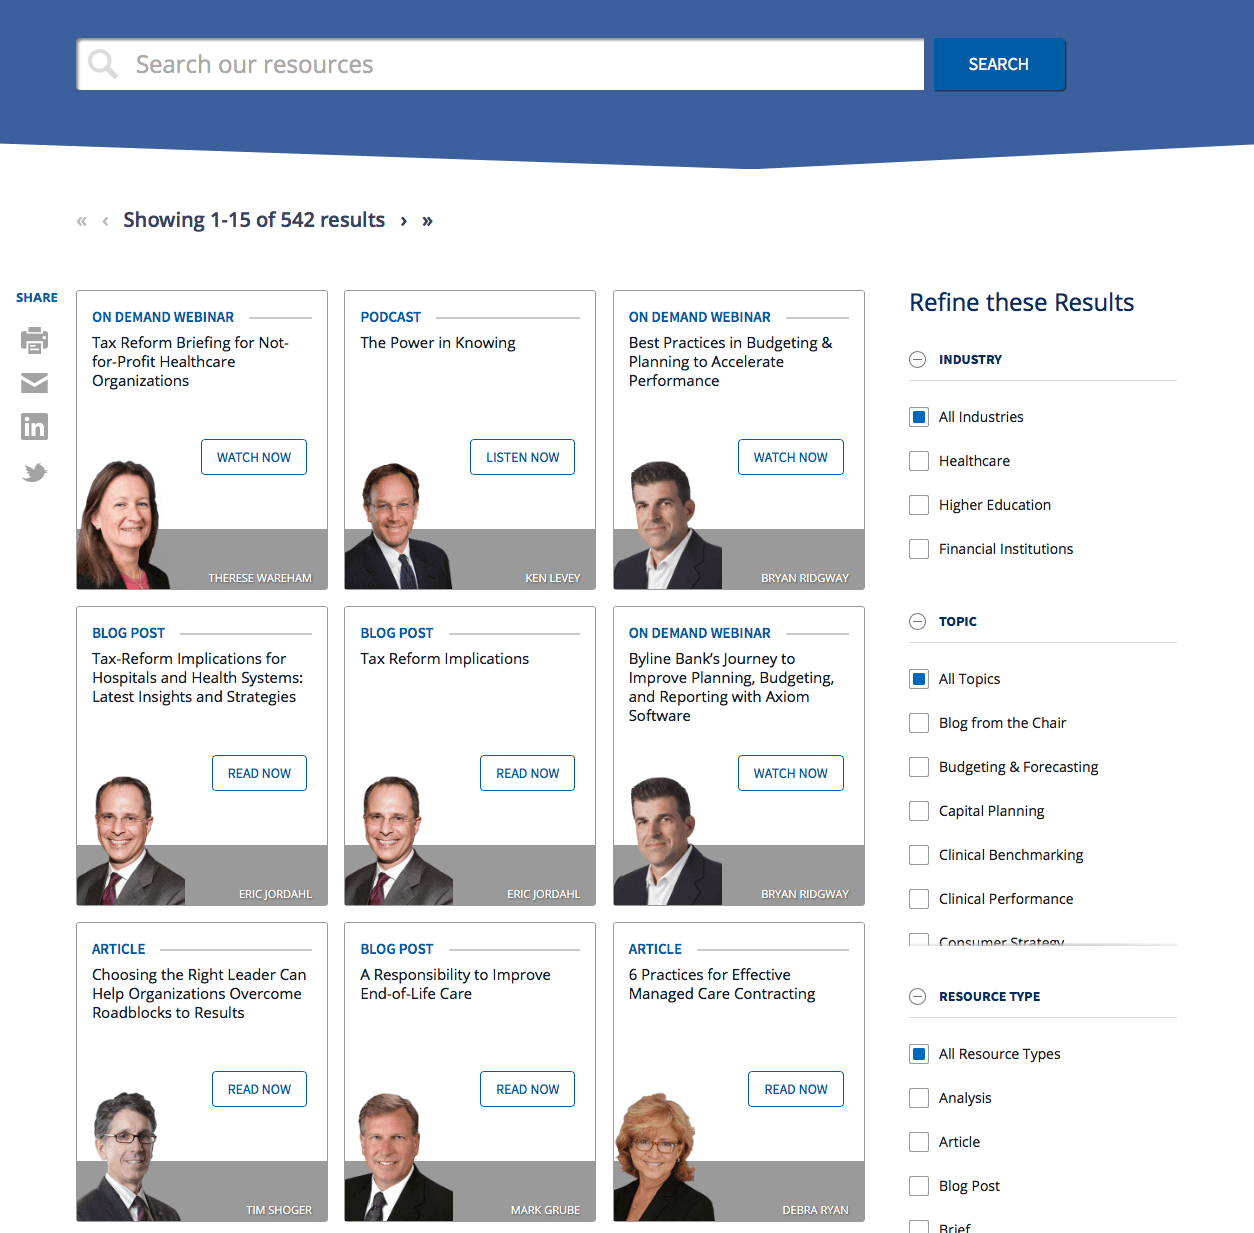 Search our resources
SEARCH
« ‹ Showing 1-15 of 542 results › »
SHARE
ON DEMAND WEBINAR
Tax Reform Briefing for Not-
for-Profit Healthcare
Organizations
WATCH NOW
THERESE WAREHAM
PODCAST
The Power in Knowing
LISTEN NOW
KEN LEVEY
ON DEMAND WEBINAR
Best Practices in Budgeting &
Planning to Accelerate
Performance
WATCH NOW
BRYAN RIDGWAY
BLOG POST
Tax-Reform Implications for
Hospitals and Health Systems:
Latest Insights and Strategies
READ NOW
ERIC JORDAHL
BLOG POST
Tax Reform Implications
READ NOW
ERIC JORDAHL
ON DEMAND WEBINAR
Byline Bank’s Journey to
Improve Planning, Budgeting,
and Reporting with Axiom
Software
WATCH NOW
BRYAN RIDGWAY
ARTICLE
Choosing the Right Leader Can
Help Organizations Overcome
Roadblocks to Results
READ NOW
TIM SHOGER
BLOG POST
A Responsibility to Improve
End-of-Life Care
READ NOW
MARK GRUBE
ARTICLE
6 Practices for Effective
Managed Care Contracting
READ NOW
DEBRA RYAN
Refine these Results
INDUSTRY
All Industries
Healthcare
Higher Education
Financial Institutions
TOPIC
All Topics
Blog from the Chair
Budgeting & Forecasting
Capital Planning
Clinical Benchmarking
Clinical Performance
Consumer Strategy
RESOURCE TYPE
All Resource Types
Analysis
Article
Blog Post
Brief